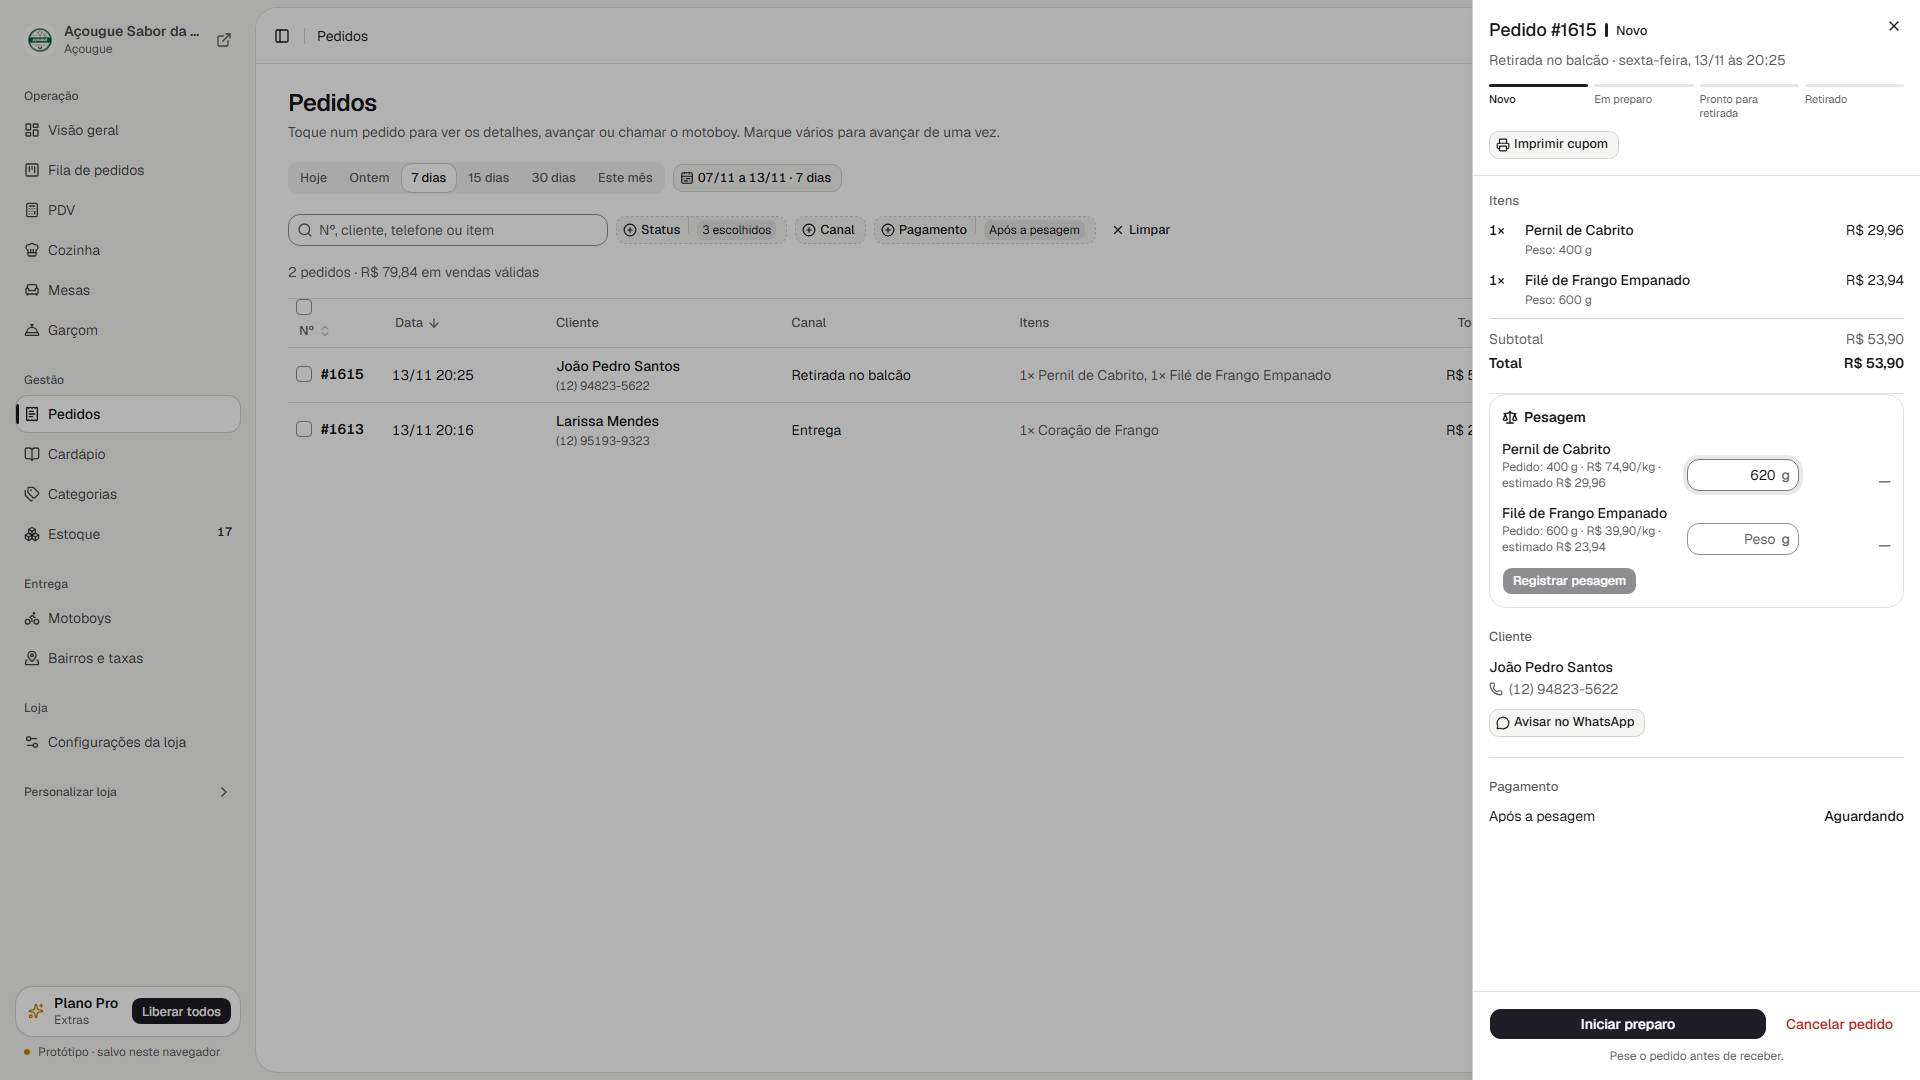 Açougue Sabor da ...
Açougue
Operação
Visão geral
Fila de pedidos
PDV
Cozinha
Mesas
Garçom
Gestão
Pedidos
Cardápio
Categorias
Estoque 17
Entrega
Motoboys
Bairros e taxas
Loja
Configurações da loja
Personalizar loja
Plano Pro
Extras
Liberar todos
Protótipo · salvo neste navegador
Pedidos
Pedidos
Toque num pedido para ver os detalhes, avançar ou chamar o motoboy. Marque vários para avançar de uma vez.
Hoje Ontem 7 dias 15 dias 30 dias Este mês 07/11 a 13/11 · 7 dias
Nº, cliente, telefone ou item Status 3 escolhidos Canal Pagamento Após a pesagem Limpar
2 pedidos · R$ 79,84 em vendas válidas
Nº Data Cliente Canal Itens To
#1615 13/11 20:25 João Pedro Santos Retirada no balcão 1× Pernil de Cabrito, 1× Filé de Frango Empanado R$ 5
(12) 94823-5622
#1613 13/11 20:16 Larissa Mendes Entrega 1× Coração de Frango R$ 2
(12) 95193-9323
Pedido #1615 Novo
Retirada no balcão · sexta-feira, 13/11 às 20:25
Novo Em preparo Pronto para retirada Retirado
Imprimir cupom
Itens
1× Pernil de Cabrito R$ 29,96
Peso: 400 g
1× Filé de Frango Empanado R$ 23,94
Peso: 600 g
Subtotal R$ 53,90
Total R$ 53,90
Pesagem
Pernil de Cabrito
Pedido: 400 g · R$ 74,90/kg ·
estimado R$ 29,96
620 g —
Filé de Frango Empanado
Pedido: 600 g · R$ 39,90/kg ·
estimado R$ 23,94
Peso g —
Registrar pesagem
Cliente
João Pedro Santos
(12) 94823-5622
Avisar no WhatsApp
Pagamento
Após a pesagem Aguardando
Iniciar preparo Cancelar pedido
Pese o pedido antes de receber.